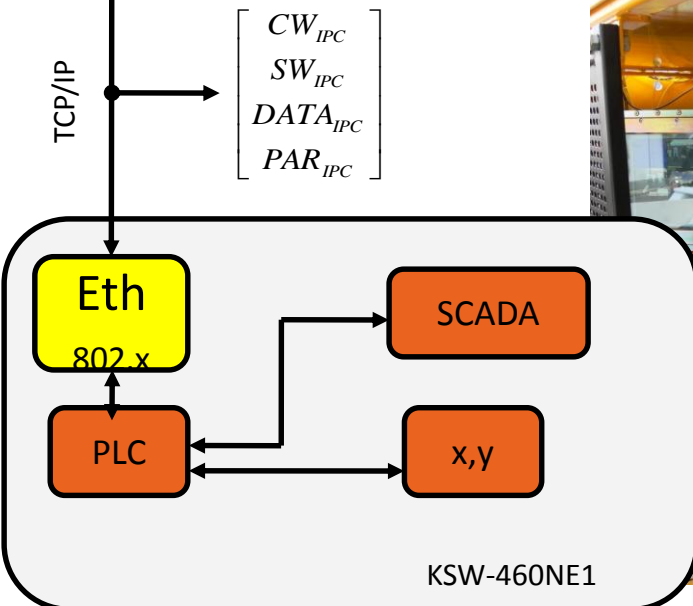 TCP/IP
CW_IPC
SW_IPC
DATA_IPC
PAR_IPC
Eth
802.x
SCADA
PLC
x,y
KSW-460NE1